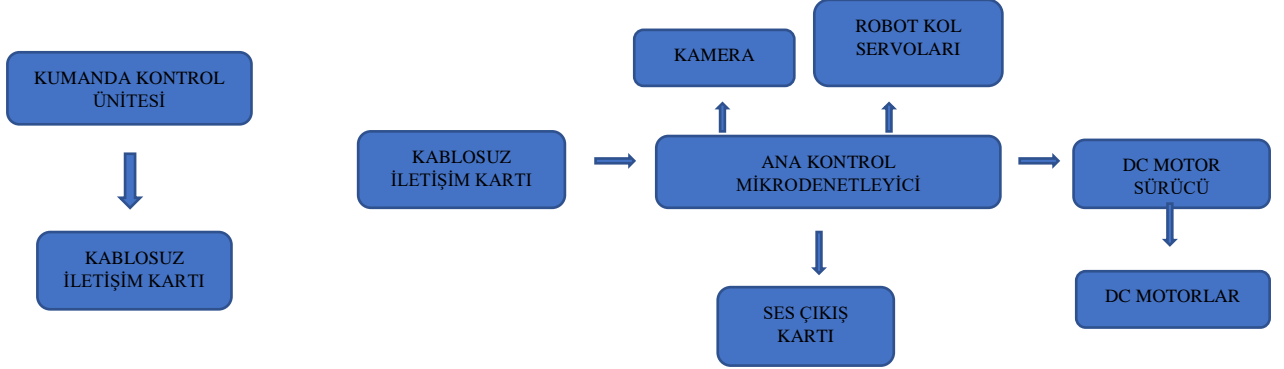 KUMANDA KONTROL
ÜNİTESİ
KABLOSUZ
İLETİŞİM KARTI
KAMERA
ROBOT KOL
SERVOLARI
KABLOSUZ
İLETİŞİM KARTI
ANA KONTROL
MİKRODENETLEYİCİ
DC MOTOR
SÜRÜCÜ
SES ÇIKIŞ
KARTI
DC MOTORLAR